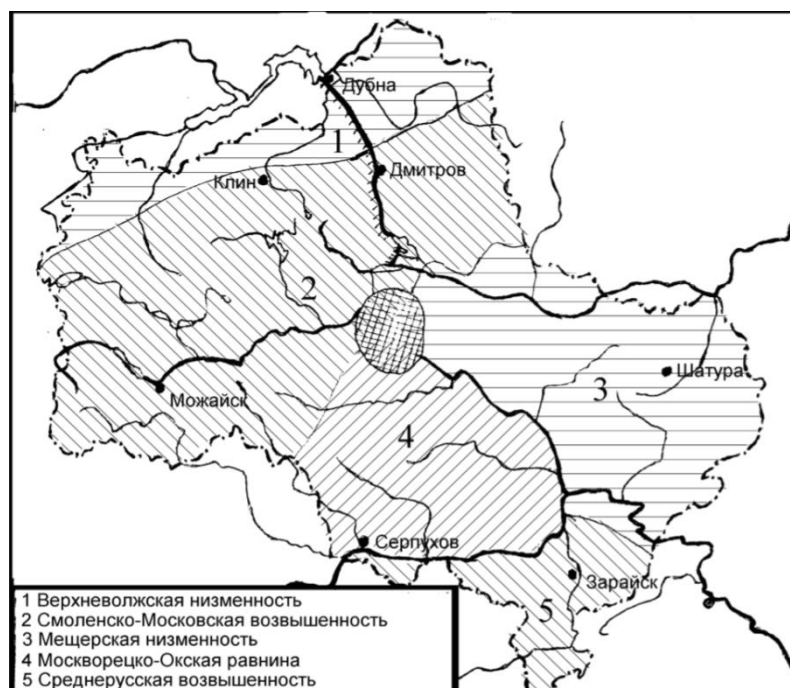 Дубна
1
Дмитров
Клин
2
Шатура
3
Можайск
4
Серпухов
Зарайск
5
1 Верхневолжская низменность
2 Смоленско-Московская возвышенность
3 Мещерская низменность
4 Москворецко-Окская равнина
5 Среднерусская возвышенность